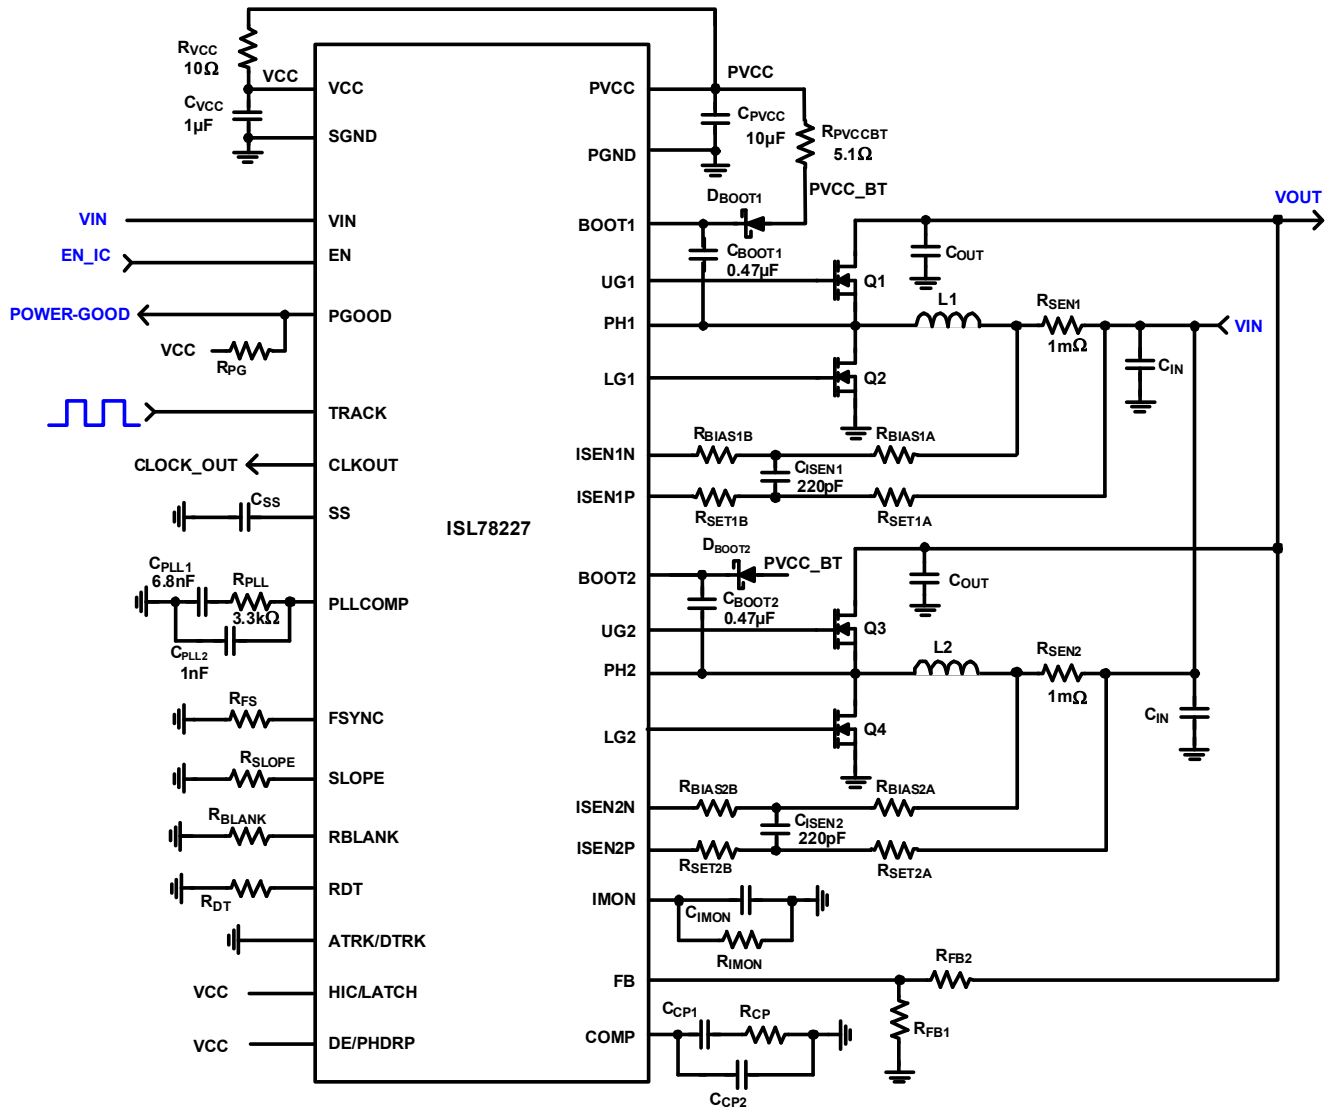 RVCC
10Ω
VCC
CVCC
1µF
VCC
SGND
VIN
VIN
EN_IC
EN
POWER-GOOD
PGOOD
VCC
RPG
TRACK
CLOCK_OUT
CLKOUT
CSS
SS
CPLL1
6.8nF
RPLL
3.3kΩ
PLLCOMP
CPLL2
1nF
RFS
FSYNC
RSLOPE
SLOPE
RBLANK
RBLANK
RDT
RDT
ATRK/DTRK
VCC
HIC/LATCH
VCC
DE/PHDRP
ISL78227
PVCC
PVCC
CPVCC
10µF
RPVCCBT
5.1Ω
PGND
PVCC_BT
DBOOT1
BOOT1
CBOOT1
0.47µF
VOUT
COUT
UG1
Q1
L1
RSEN1
1mΩ
PH1
VIN
CIN
LG1
Q2
RBIAS1B
RBIAS1A
ISEN1N
CISEN1
220pF
ISEN1P
RSET1B
RSET1A
DBOOT2
PVCC_BT
BOOT2
CBOOT2
0.47µF
COUT
UG2
Q3
L2
RSEN2
1mΩ
PH2
CIN
LG2
Q4
RBIAS2B
RBIAS2A
ISEN2N
CISEN2
220pF
ISEN2P
RSET2B
RSET2A
IMON
CIMON
RIMON
FB
RFB2
RFB1
CCP1
RCP
COMP
CCP2